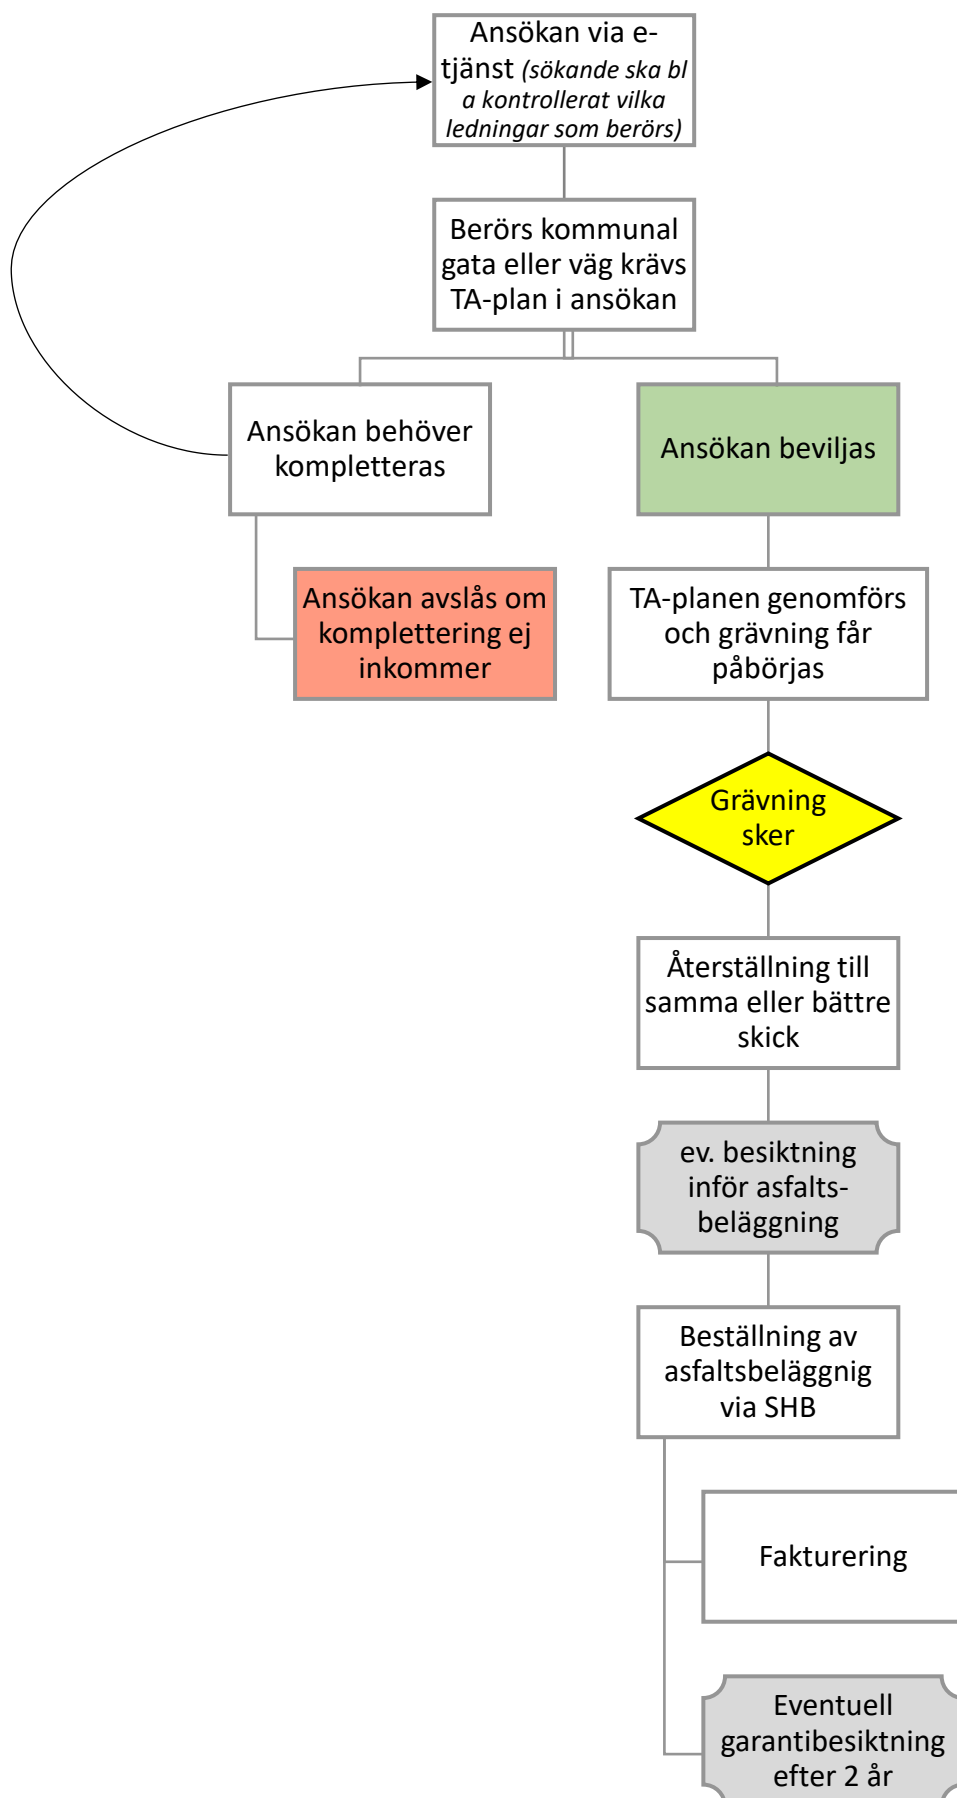 Ansökan via e-
tjänst (sökande ska bl
a kontrollerat vilka
ledningar som berörs)
Berörs kommunal
gata eller väg krävs
TA-plan i ansökan
Ansökan behöver
kompletteras
Ansökan beviljas
Ansökan avslås om
komplettering ej
inkommer
TA-planen genomförs
och grävning får
påbörjas
Grävning
sker
Återställning till
samma eller bättre
skick
ev. besiktning
inför asfalts-
beläggning
Beställning av
asfaltsbeläggnig
via SHB
Fakturering
Eventuell
garantibesiktning
efter 2 år